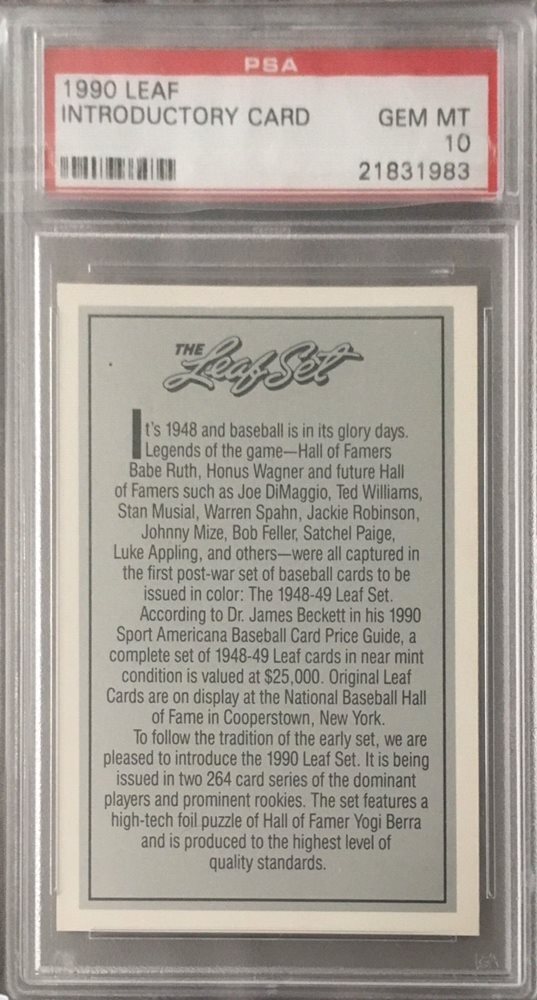 PSA
1990 LEAF
INTRODUCTORY CARD GEM MT
10
21831983
THE Leaf Set
It's 1948 and baseball is in its glory days.
Legends of the game—Hall of Famers
Babe Ruth, Honus Wagner and future Hall
of Famers such as Joe DiMaggio, Ted Williams,
Stan Musial, Warren Spahn, Jackie Robinson,
Johnny Mize, Bob Feller, Satchel Paige,
Luke Appling, and others—were all captured in
the first post-war set of baseball cards to be
issued in color: The 1948-49 Leaf Set.
According to Dr. James Beckett in his 1990
Sport Americana Baseball Card Price Guide, a
complete set of 1948-49 Leaf cards in near mint
condition is valued at $25,000. Original Leaf
Cards are on display at the National Baseball Hall
of Fame in Cooperstown, New York.
To follow the tradition of the early set, we are
pleased to introduce the 1990 Leaf Set. It is being
issued in two 264 card series of the dominant
players and prominent rookies. The set features a
high-tech foil puzzle of Hall of Famer Yogi Berra
and is produced to the highest level of
quality standards.